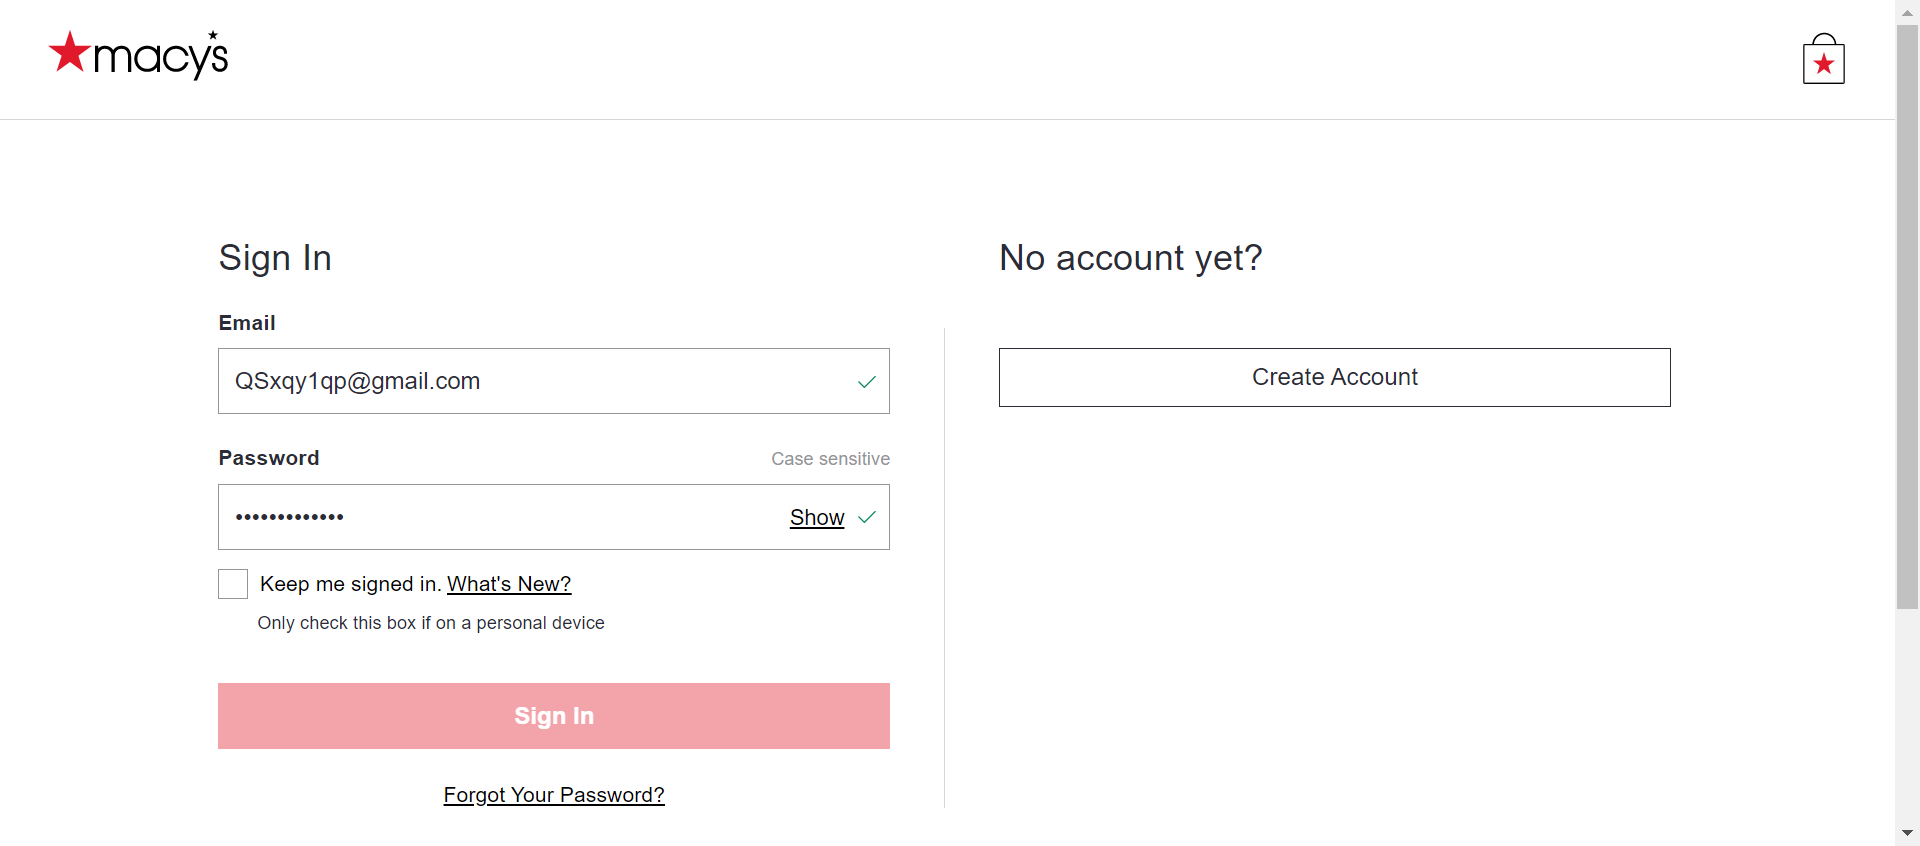 macy's
Sign In
Email
QSxqy1qp@gmail.com
Password
Case sensitive
•••••••••••••
Show
Keep me signed in. What's New?
Only check this box if on a personal device
Sign In
Forgot Your Password?
No account yet?
Create Account